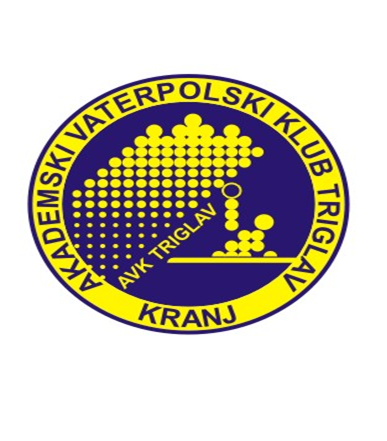 AKADEMSKI VATERPOLSKI KLUB TRIGLAV
AVK TRIGLAV
KRANJ